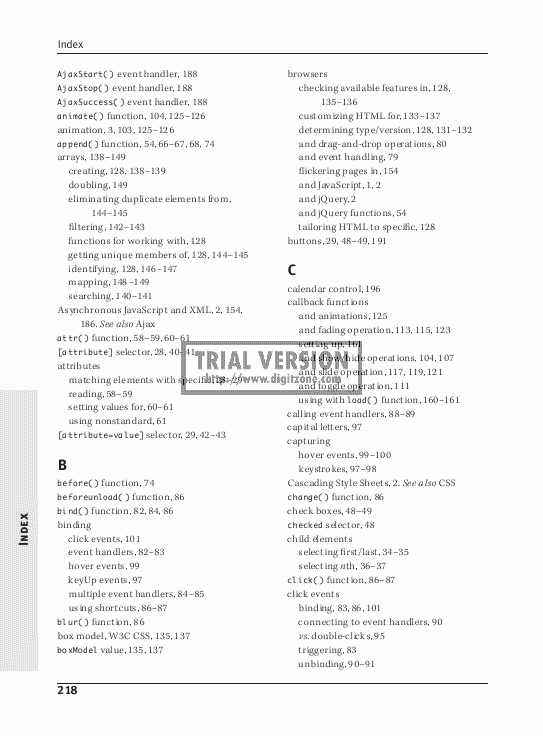 Index
AjaxStart() event handler, 188
AjaxStop() event handler, 188
AjaxSuccess() event handler, 188
animate() function, 104, 125–126
animation, 3, 103, 125–126
append() function, 54, 66–67, 68, 74
arrays, 138–149
creating, 128, 138–139
doubling, 149
eliminating duplicate elements from,
144–145
filtering, 142–143
functions for working with, 128
getting unique members of, 128, 144–145
identifying, 128, 146–147
mapping, 148–149
searching, 140–141
Asynchronous JavaScript and XML, 2, 154,
186. See also Ajax
attr() function, 58–59, 60–61
[attribute] selector, 28, 40–41
attributes
matching elements with specific, 28–29
reading, 58–59
setting values for, 60–61
using nonstandard, 61
[attribute=value] selector, 29, 42–43
B
before() function, 74
beforeunload() function, 86
bind() function, 82, 84, 86
binding
click events, 101
event handlers, 82–83
hover events, 99
keyUp events, 97
multiple event handlers, 84–85
using shortcuts, 86–87
blur() function, 86
box model, W3C CSS, 135, 137
boxModel value, 135, 137
browsers
checking available features in, 128,
135–136
customizing HTML for, 133–137
determining type/version, 128, 131–132
and drag-and-drop operations, 80
and event handling, 79
flickering pages in, 154
and JavaScript, 1, 2
and jQuery, 2
and jQuery functions, 54
tailoring HTML to specific, 128
buttons, 29, 48–49, 191
C
calendar control, 196
callback functions
and animations, 125
and fading operation, 113, 115, 123
setting up, 161
and show/hide operations, 104, 107
and slide operation, 117, 119, 121
and toggle operation, 111
using with load() function, 160–161
calling event handlers, 88–89
capital letters, 97
capturing
hover events, 99–100
keystrokes, 97–98
Cascading Style Sheets, 2. See also CSS
change() function, 86
check boxes, 48–49
checked selector, 48
child elements
selecting first/last, 34–35
selecting nth, 36–37
click() function, 86–87
click events
binding, 83, 86, 101
connecting to event handlers, 90
vs. double-clicks, 95
triggering, 83
unbinding, 90–91
TRIAL VERSION
http://www.digitzone.com
INDEX
218